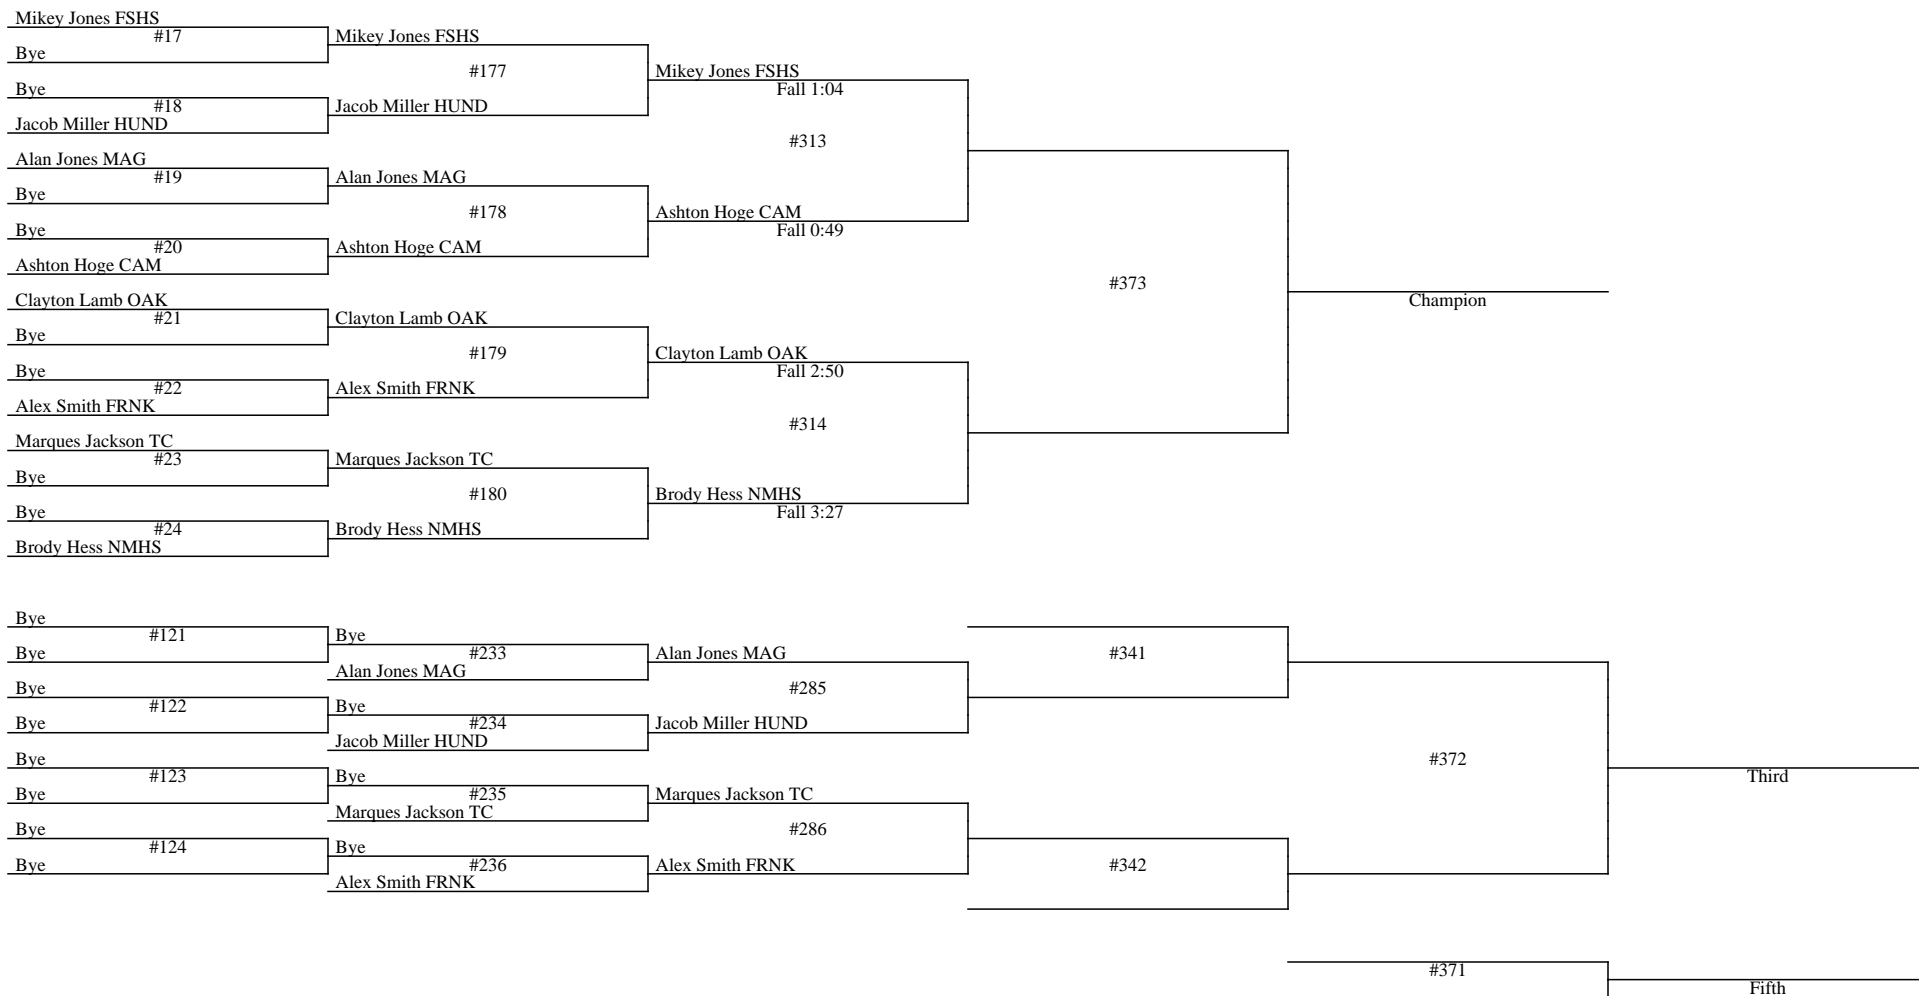 Mikey Jones FSHS
#17
Bye
Bye
#18
Jacob Miller HUND
Alan Jones MAG
#19
Bye
Bye
#20
Ashton Hoge CAM
Clayton Lamb OAK
#21
Bye
Bye
#22
Alex Smith FRNK
Marques Jackson TC
#23
Bye
Bye
#24
Brody Hess NMHS
Mikey Jones FSHS
#177
Jacob Miller HUND
Alan Jones MAG
#178
Ashton Hoge CAM
Clayton Lamb OAK
#179
Alex Smith FRNK
Marques Jackson TC
#180
Brody Hess NMHS
Mikey Jones FSHS
Fall 1:04
#313
Ashton Hoge CAM
Fall 0:49
Clayton Lamb OAK
Fall 2:50
#314
Brody Hess NMHS
Fall 3:27
#373
Champion
Bye
#121
Bye
Bye
#122
Bye
Bye
#123
Bye
Bye
#124
Bye
Bye
#233
Alan Jones MAG
Bye
#234
Jacob Miller HUND
Bye
#235
Marques Jackson TC
Bye
#236
Alex Smith FRNK
Alan Jones MAG
#285
Jacob Miller HUND
Marques Jackson TC
#286
Alex Smith FRNK
#341
#342
#372
Third
#371
Fifth